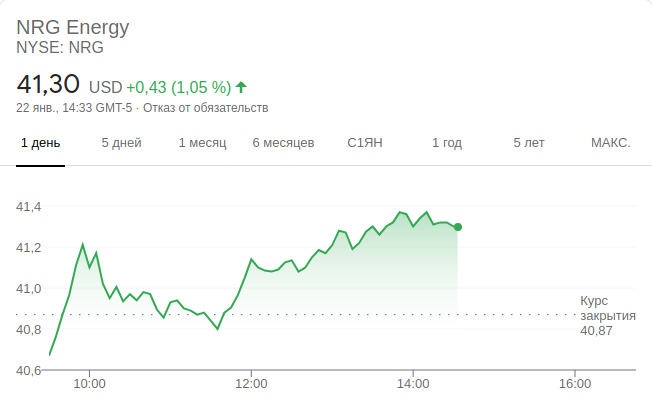 NRG Energy
NYSE: NRG
41,30 USD +0,43 (1,05 %)
22 янв., 14:33 GMT-5 · Отказ от обязательств
1 день 5 дней 1 месяц 6 месяцев С1ЯН 1 год 5 лет МАКС.
41,4
41,2
41,0
Курс
закрытия
40,8
40,87
40,6
10:00 12:00 14:00 16:00